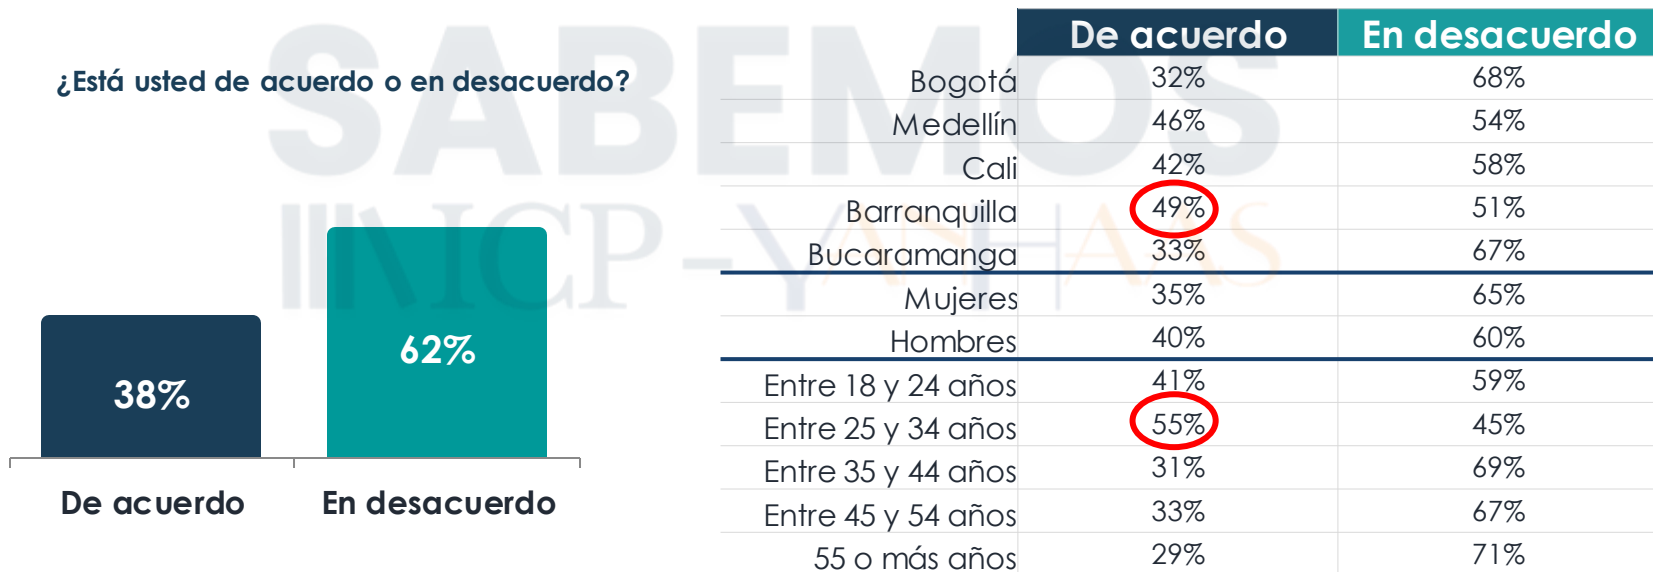 ¿Está usted de acuerdo o en desacuerdo?
38%
62%
De acuerdo En desacuerdo
SABEMOS
NCP-YANHAAS
De acuerdo En desacuerdo
Bogotá 32% 68%
Medellín 46% 54%
Cali 42% 58%
Barranquilla 49% 51%
Bucaramanga 33% 67%
Mujeres 35% 65%
Hombres 40% 60%
Entre 18 y 24 años 41% 59%
Entre 25 y 34 años 55% 45%
Entre 35 y 44 años 31% 69%
Entre 45 y 54 años 33% 67%
55 o más años 29% 71%